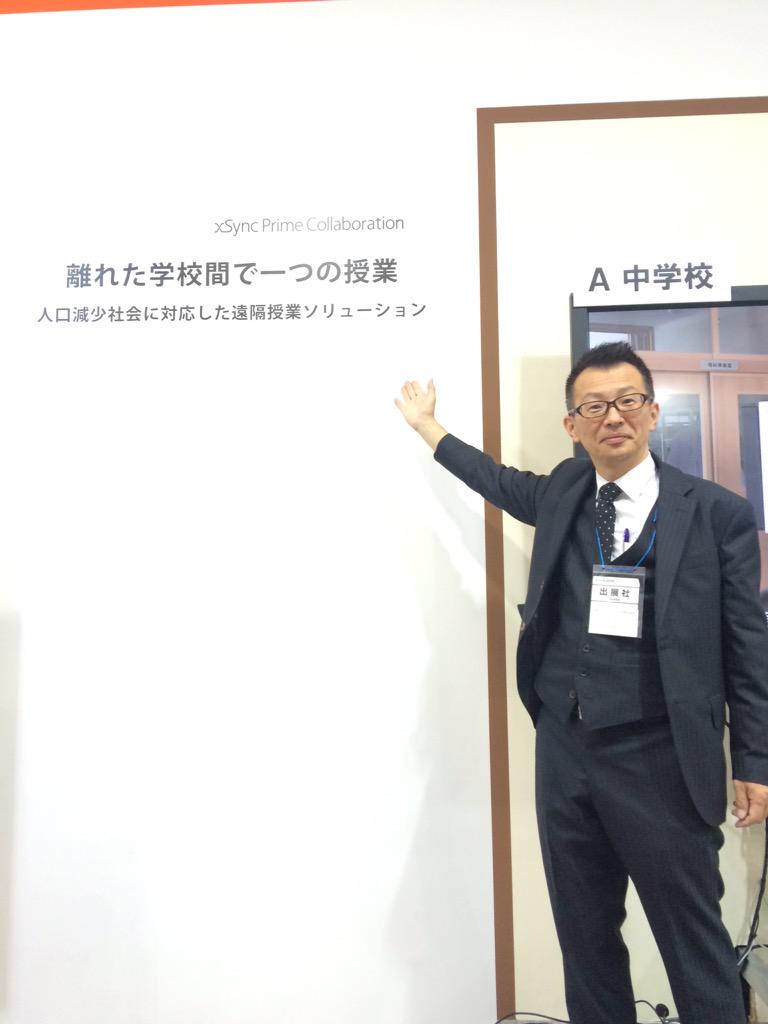 xSync Prime Collaboration
離れた学校間で一つの授業
人口減少社会に対応した遠隔授業ソリューション
A 中学校
出展社